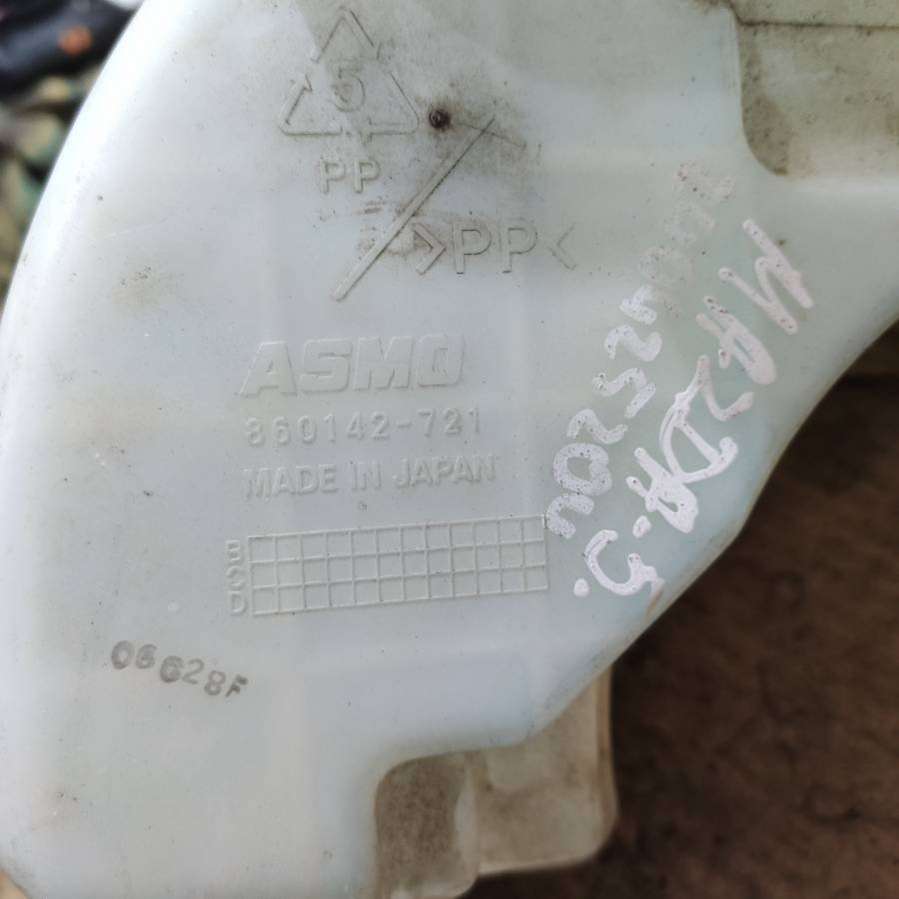 5
PP
>PP<
ASMO
860142-721
MADE IN JAPAN
B
C
D
06628F